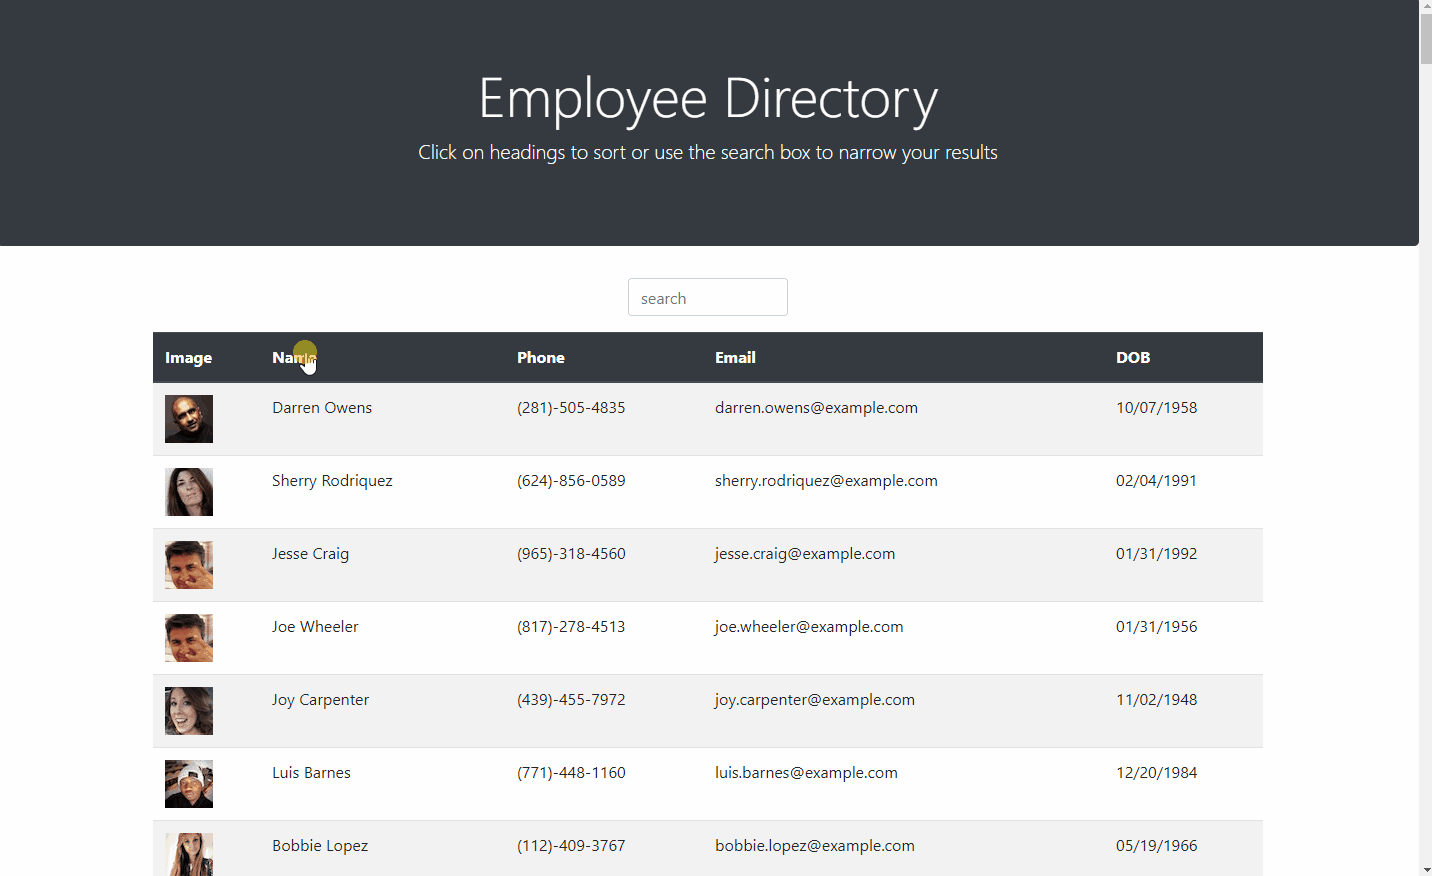 Employee Directory
Click on headings to sort or use the search box to narrow your results
search
Image Name Phone Email DOB
Darren Owens (281)-505-4835 darren.owens@example.com 10/07/1958
Sherry Rodriquez (624)-856-0589 sherry.rodriquez@example.com 02/04/1991
Jesse Craig (965)-318-4560 jesse.craig@example.com 01/31/1992
Joe Wheeler (817)-278-4513 joe.wheeler@example.com 01/31/1956
Joy Carpenter (439)-455-7972 joy.carpenter@example.com 11/02/1948
Luis Barnes (771)-448-1160 luis.barnes@example.com 12/20/1984
Bobbie Lopez (112)-409-3767 bobbie.lopez@example.com 05/19/1966